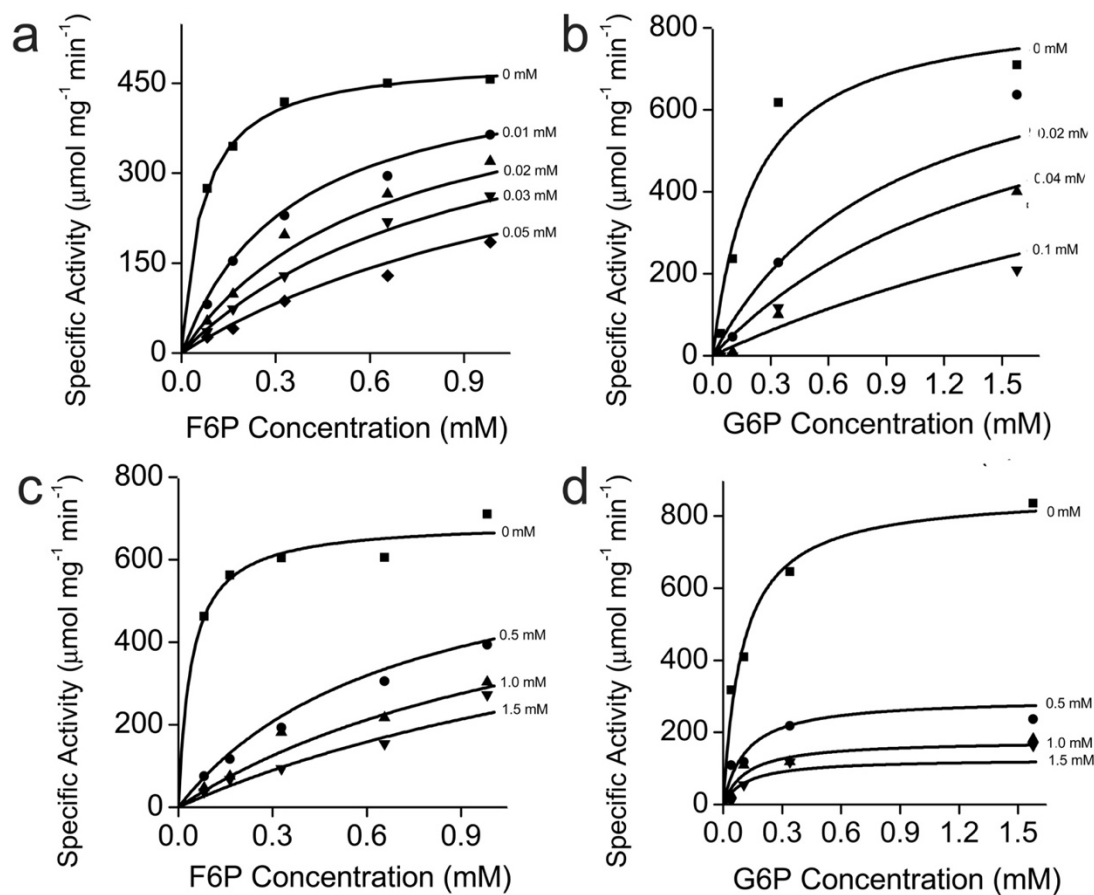 a
Specific Activity (μmol mg⁻¹ min⁻¹)
450
300
150
0
0 mM
0.01 mM
0.02 mM
0.03 mM
0.05 mM
0.0 0.3 0.6 0.9
F6P Concentration (mM)
b
Specific Activity (μmol mg⁻¹ min⁻¹)
800
600
400
200
0
0 mM
0.02 mM
0.04 mM
0.1 mM
0.0 0.3 0.6 0.9 1.2 1.5
G6P Concentration (mM)
c
Specific Activity (μmol mg⁻¹ min⁻¹)
800
600
400
200
0
0 mM
0.5 mM
1.0 mM
1.5 mM
0.0 0.3 0.6 0.9
F6P Concentration (mM)
d
Specific Activity (μmol mg⁻¹ min⁻¹)
800
600
400
200
0
0 mM
0.5 mM
1.0 mM
1.5 mM
0.0 0.3 0.6 0.9 1.2 1.5
G6P Concentration (mM)